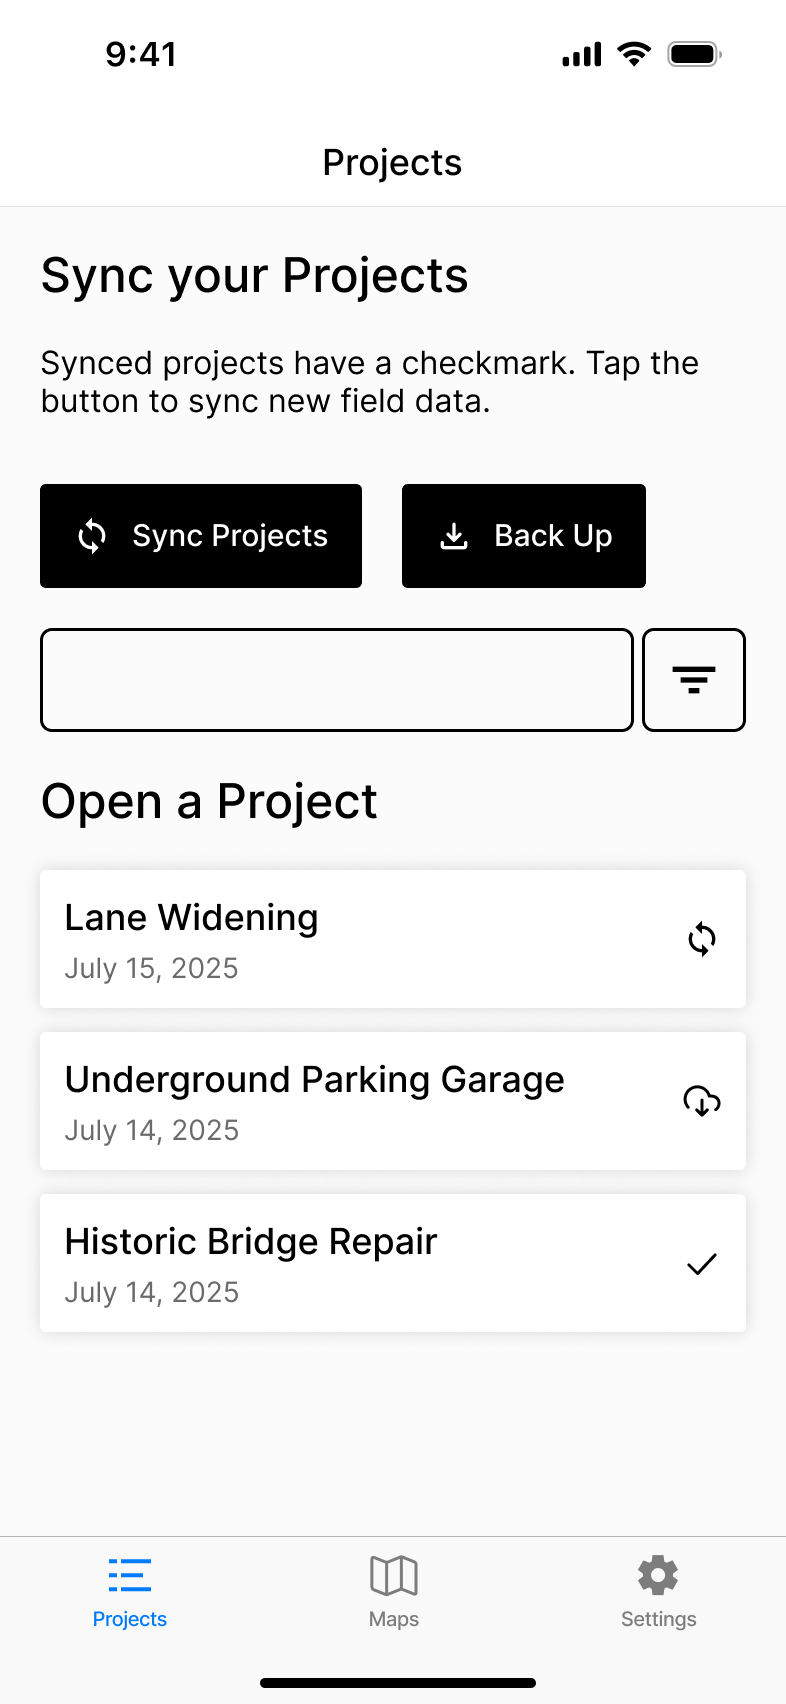 9:41
Projects
Sync your Projects
Synced projects have a checkmark. Tap the
button to sync new field data.
Sync Projects
Back Up
Open a Project
Lane Widening
July 15, 2025
Underground Parking Garage
July 14, 2025
Historic Bridge Repair
July 14, 2025
Projects
Maps
Settings